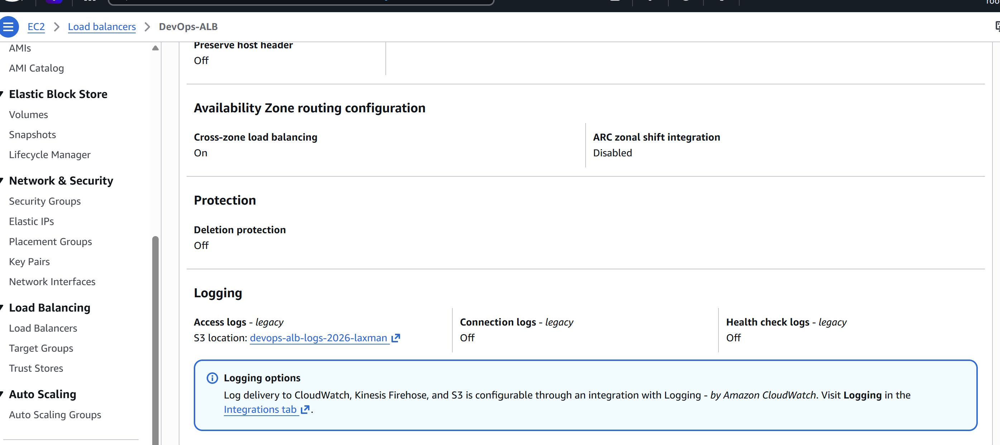 EC2 > Load balancers > DevOps-ALB
AMIs
AMI Catalog
Elastic Block Store
Volumes
Snapshots
Lifecycle Manager
Network & Security
Security Groups
Elastic IPs
Placement Groups
Key Pairs
Network Interfaces
Load Balancing
Load Balancers
Target Groups
Trust Stores
Auto Scaling
Auto Scaling Groups
Preserve host header
Off
Availability Zone routing configuration
Cross-zone load balancing
On
ARC zonal shift integration
Disabled
Protection
Deletion protection
Off
Logging
Access logs - legacy
S3 location: devops-alb-logs-2026-laxman
Connection logs - legacy
Off
Health check logs - legacy
Off
Logging options
Log delivery to CloudWatch, Kinesis Firehose, and S3 is configurable through an integration with Logging - by Amazon CloudWatch. Visit Logging in the
Integrations tab .